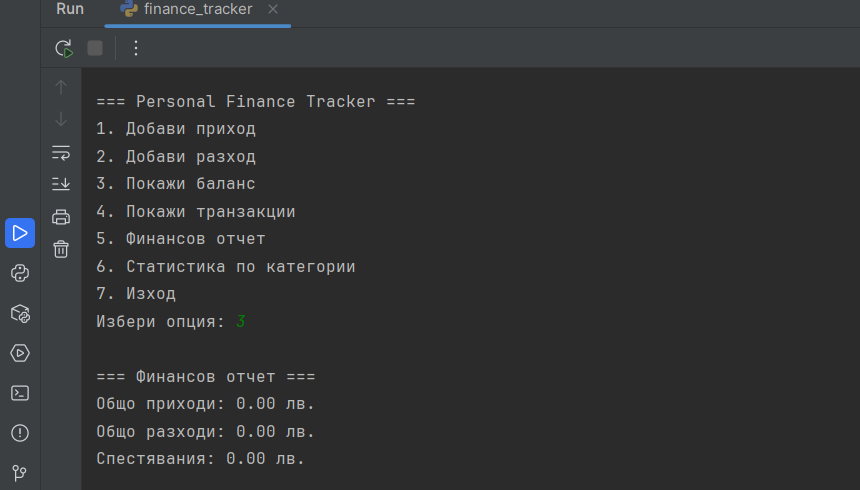 Run finance_tracker
=== Personal Finance Tracker ===
1. Добави приход
2. Добави разход
3. Покажи баланс
4. Покажи транзакции
5. Финансов отчет
6. Статистика по категории
7. Изход
Избери опция: 3
=== Финансов отчет ===
Общо приходи: 0.00 лв.
Общо разходи: 0.00 лв.
Спестявания: 0.00 лв.